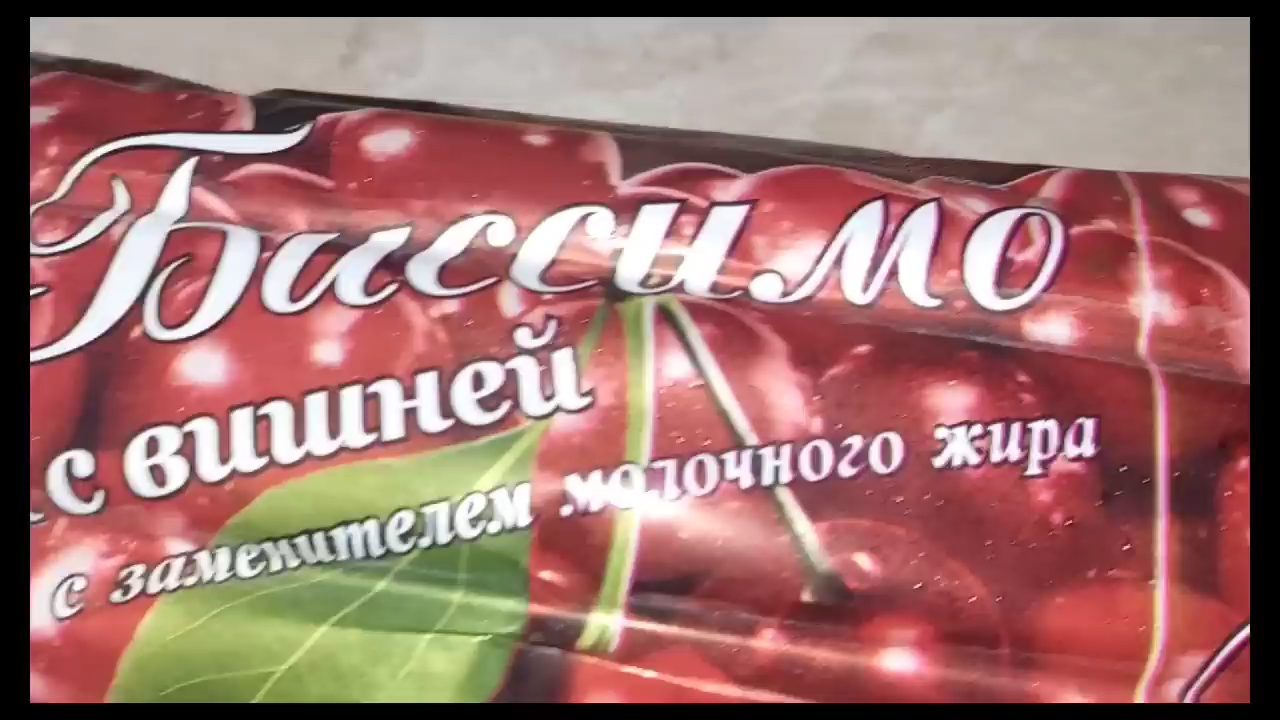 Биссимо
с вишней
с заменителем молочного жира